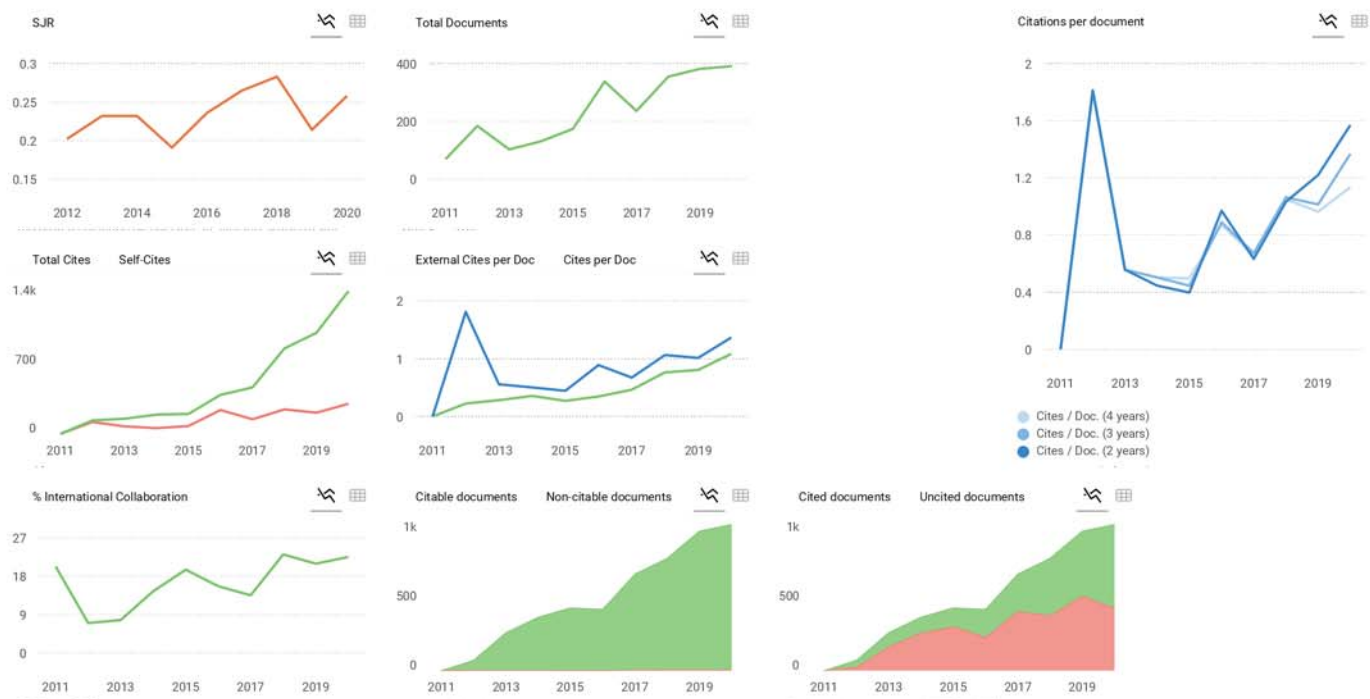 SJR
0.3
0.25
0.2
0.15
2012 2014 2016 2018 2020
Total Documents
400
200
0
2011 2013 2015 2017 2019
Citations per document
2
1.6
1.2
0.8
0.4
0
2011 2013 2015 2017 2019
Cites / Doc. (4 years)
Cites / Doc. (3 years)
Cites / Doc. (2 years)
Total Cites Self-Cites
1.4k
700
0
2011 2013 2015 2017 2019
External Cites per Doc Cites per Doc
2
1
0
2011 2013 2015 2017 2019
% International Collaboration
27
18
9
0
2011 2013 2015 2017 2019
Citable documents Non-citable documents
1k
500
0
2011 2013 2015 2017 2019
Cited documents Uncited documents
1k
500
0
2011 2013 2015 2017 2019